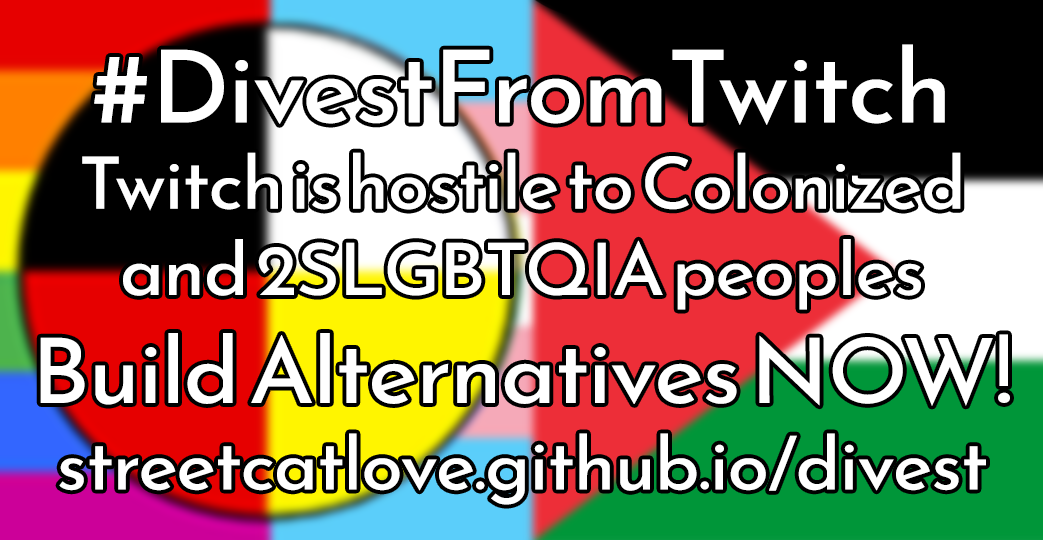 #DivestFromTwitch
Twitch is hostile to Colonized
and 2SLGBTQIA peoples
Build Alternatives NOW!
streetcatlove.github.io/divest